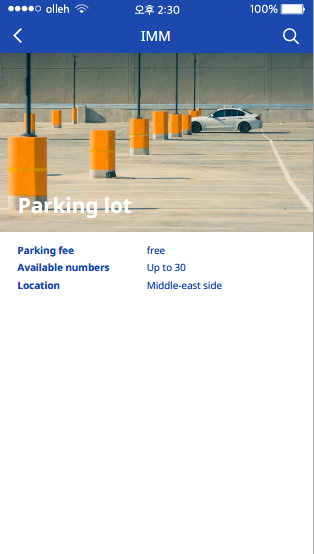 olleh 오후 2:30 100%
IMM
Parking lot
Parking fee free
Available numbers Up to 30
Location Middle-east side